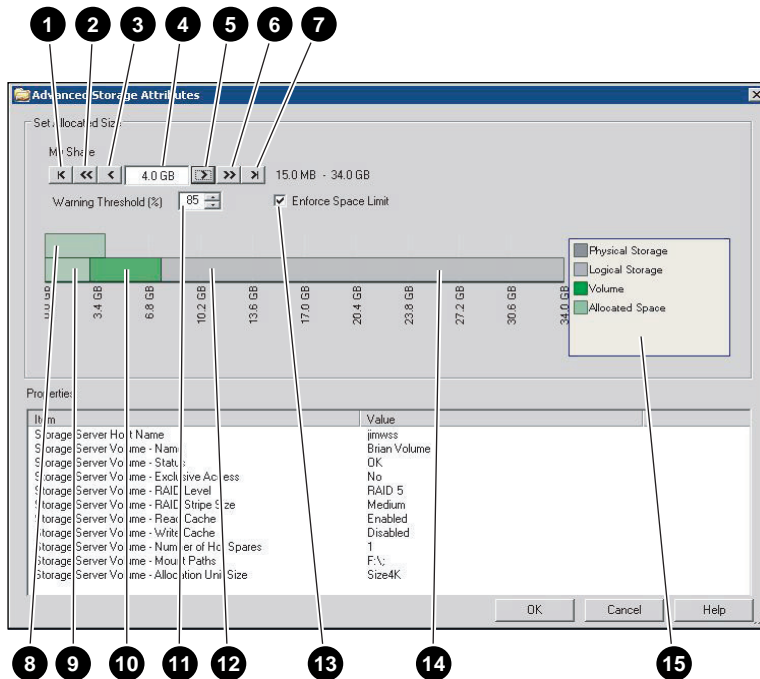 1 2 3 4 5 6 7
Advanced Storage Attributes
Set Allocated Size
My Share
4.0 GB
15.0 MB - 34.0 GB
Warning Threshold (%)
85
Enforce Space Limit
Physical Storage
Logical Storage
Volume
Allocated Space
0.0 GB
3.4 GB
6.8 GB
10.2 GB
13.6 GB
17.0 GB
20.4 GB
23.8 GB
27.2 GB
30.6 GB
34.0 GB
Properties
Item Value
Storage Server Host Name jimwss
Storage Server Volume - Name Brian Volume
Storage Server Volume - Status OK
Storage Server Volume - Exclusive Access No
Storage Server Volume - RAID Level RAID 5
Storage Server Volume - RAID Stripe Size Medium
Storage Server Volume - Read Cache Enabled
Storage Server Volume - Write Cache Disabled
Storage Server Volume - Number of Hot Spares 1
Storage Server Volume - Mount Paths F:\;
Storage Server Volume - Allocation Unit Size Size4K
OK Cancel Help
8 9 10 11 12 13 14 15